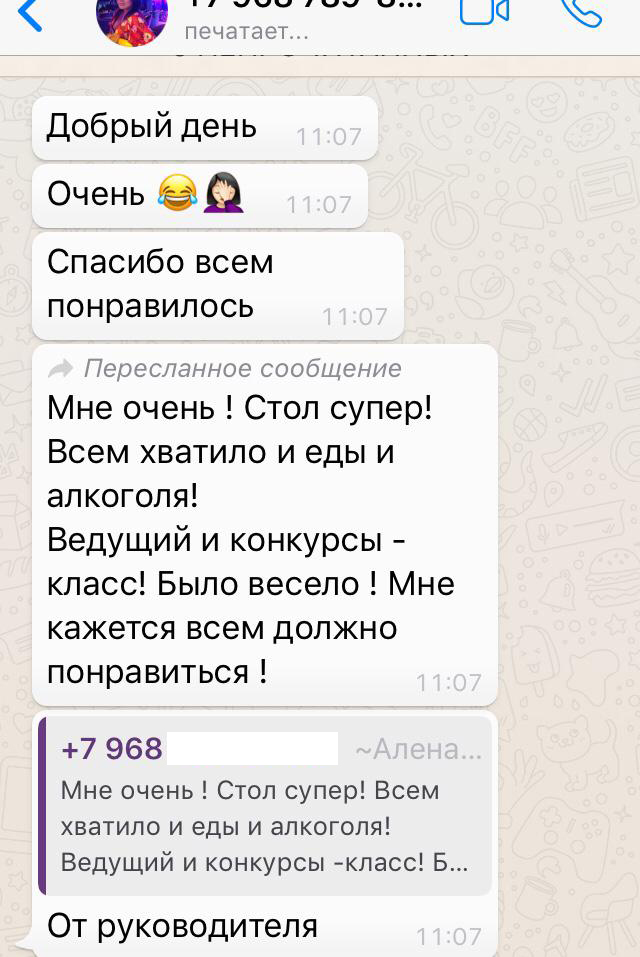 печатает...
Добрый день 11:07
Очень 😂🤦🏻‍♀️ 11:07
Спасибо всем
понравилось 11:07
Пересланное сообщение
Мне очень ! Стол супер!
Всем хватило и еды и
алкоголя!
Ведущий и конкурсы -
класс! Было весело ! Мне
кажется всем должно
понравиться ! 11:07
+7 968 ~Алена...
Мне очень ! Стол супер! Всем
хватило и еды и алкоголя!
Ведущий и конкурсы -класс! Б...
От руководителя 11:07